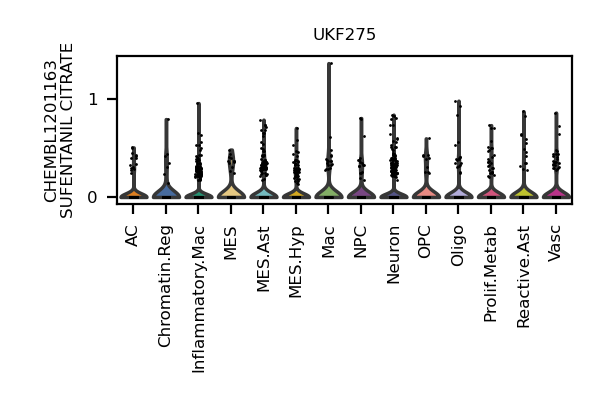 UKF275
CHEMBL1201163
SUFENTANIL CITRATE
1
0
AC
Chromatin.Reg
Inflammatory.Mac
MES
MES.Ast
MES.Hyp
Mac
NPC
Neuron
OPC
Oligo
Prolif.Metab
Reactive.Ast
Vasc